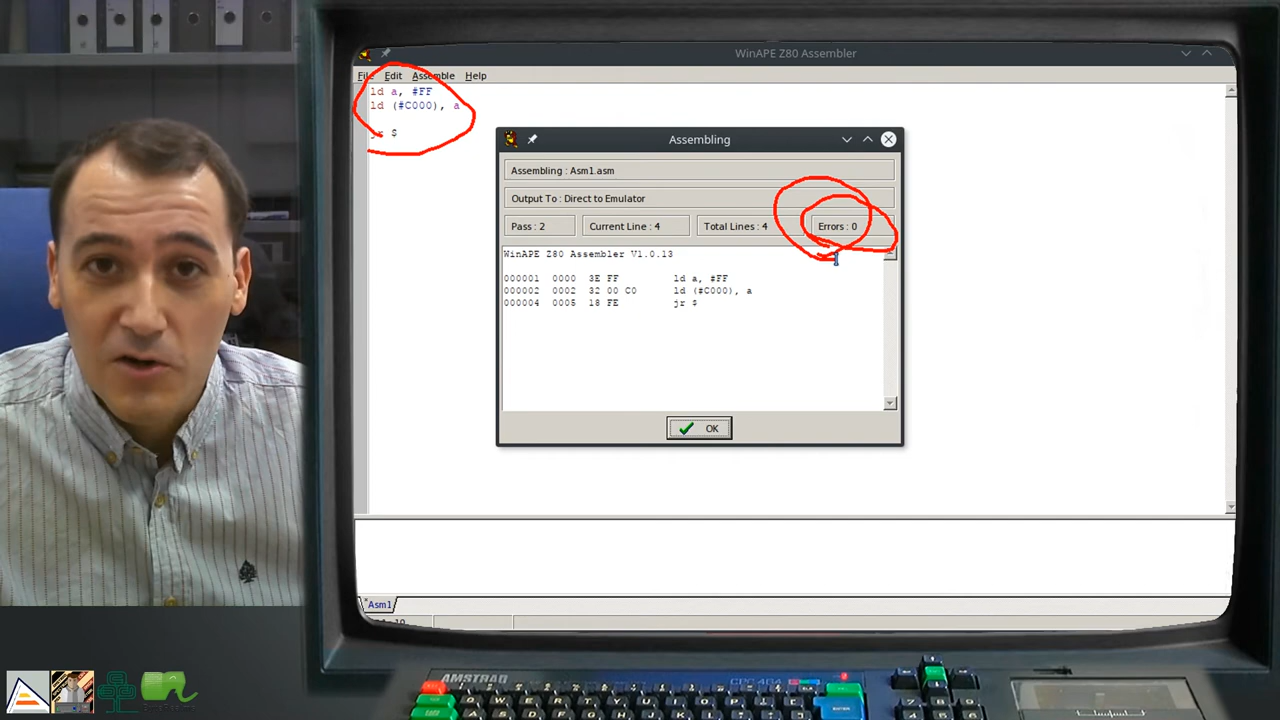 WinAPE Z80 Assembler
File Edit Assemble Help
ld a, #FF
ld (#C000), a
jr $
Assembling
Assembling : Asm1.asm
Output To : Direct to Emulator
Pass : 2 Current Line : 4 Total Lines : 4 Errors : 0
WinAPE Z80 Assembler V1.0.13
000001 0000 3E FF ld a, #FF
000002 0002 32 00 C0 ld (#C000), a
000004 0005 18 FE jr $
OK
Asm1
AMSTRAD